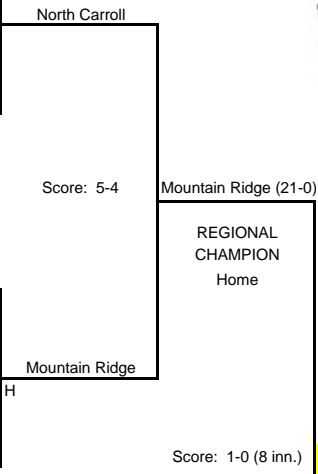 North Carroll
Score: 5-4
Mountain Ridge (21-0)
REGIONAL
CHAMPION
Home
Mountain Ridge
H
Score: 1-0 (8 inn.)